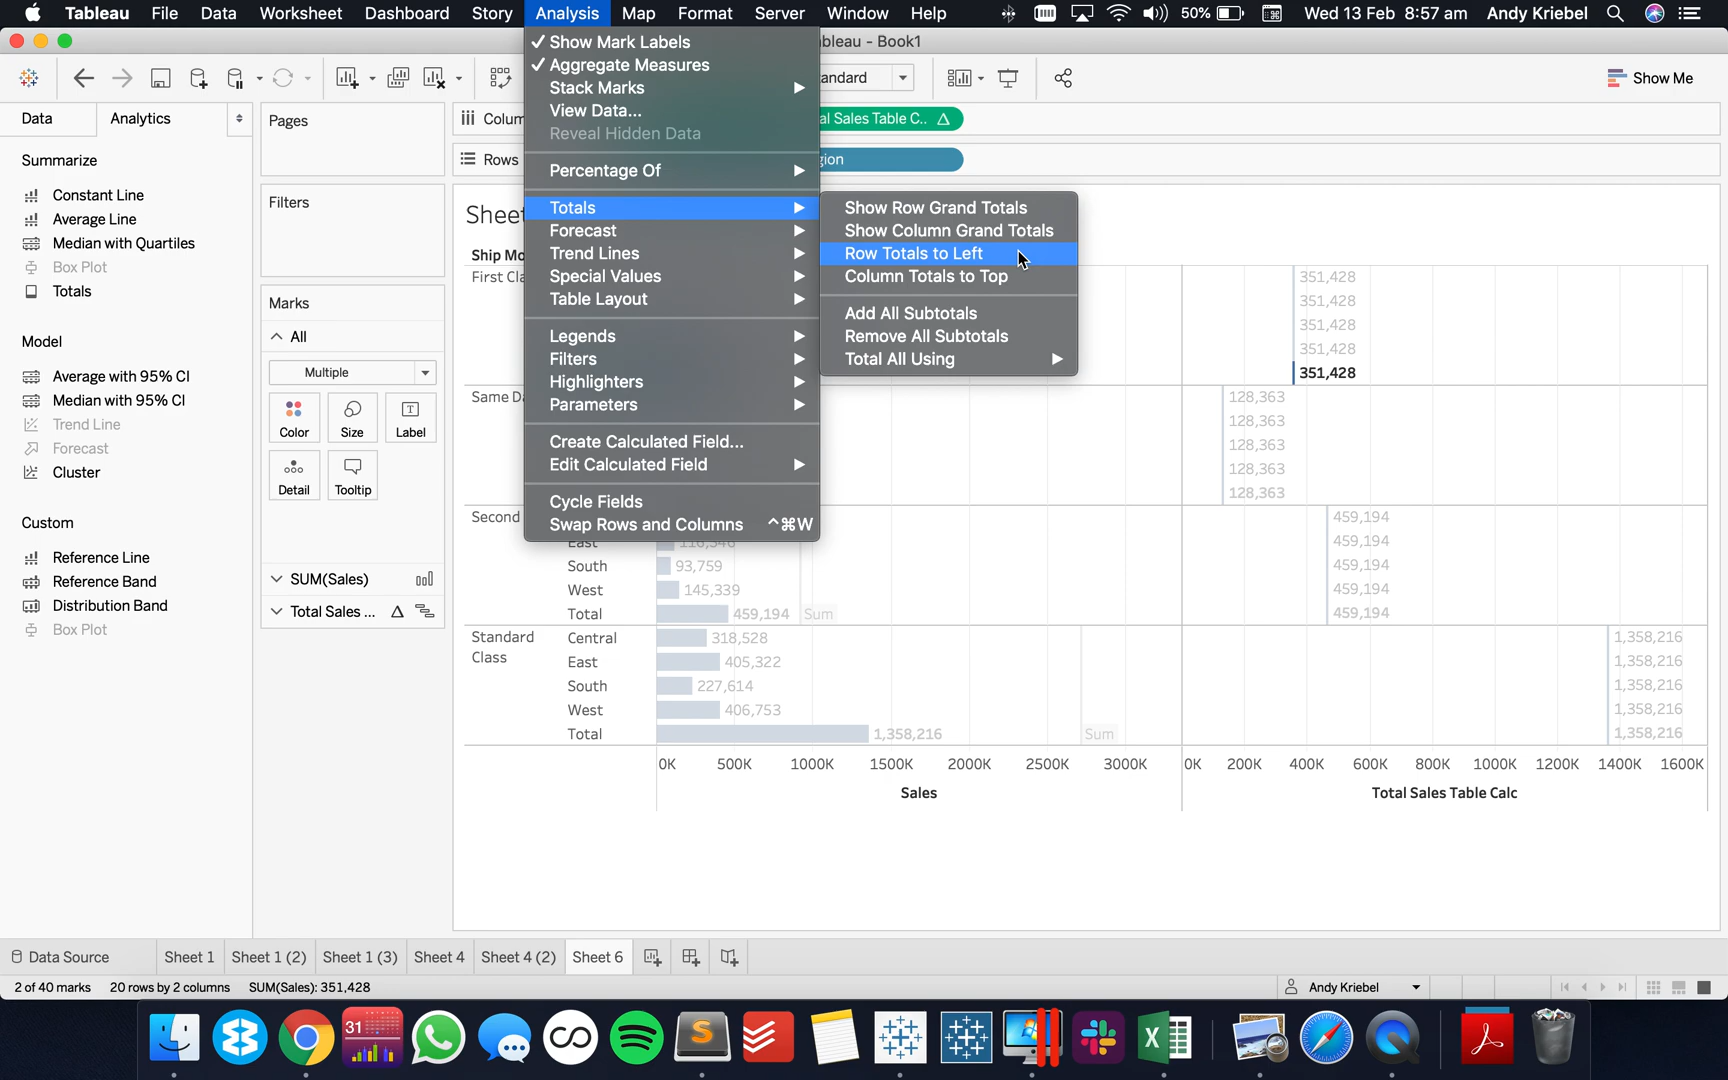 Tableau File Data Worksheet Dashboard Story Analysis Map Format Server Window Help 50% Wed 13 Feb 8:57 am Andy Kriebel
bleau - Book1
andard
Show Me
Data Analytics
Summarize
Constant Line
Average Line
Median with Quartiles
Box Plot
Totals
Model
Average with 95% CI
Median with 95% CI
Trend Line
Forecast
Cluster
Custom
Reference Line
Reference Band
Distribution Band
Box Plot
Pages
Filters
Marks
All
Multiple
Color Size Label
Detail Tooltip
SUM(Sales)
Total Sales ...
Colum
al Sales Table C..
Rows
gion
Show Mark Labels
Aggregate Measures
Stack Marks
View Data...
Reveal Hidden Data
Percentage Of
Totals
Forecast
Trend Lines
Special Values
Table Layout
Legends
Filters
Highlighters
Parameters
Create Calculated Field...
Edit Calculated Field
Cycle Fields
Swap Rows and Columns ^⌘W
Show Row Grand Totals
Show Column Grand Totals
Row Totals to Left
Column Totals to Top
Add All Subtotals
Remove All Subtotals
Total All Using
Sheet
Ship Mo
First Cla 351,428
351,428
351,428
351,428
351,428
Same Da 128,363
128,363
128,363
128,363
128,363
Second 459,194
East 116,346 459,194
South 93,759 459,194
West 145,339 459,194
Total 459,194 Sum 459,194
Standard Class Central 318,528 1,358,216
East 405,322 1,358,216
South 227,614 1,358,216
West 406,753 1,358,216
Total 1,358,216 Sum 1,358,216
0K 500K 1000K 1500K 2000K 2500K 3000K 0K 200K 400K 600K 800K 1000K 1200K 1400K 1600K
Sales Total Sales Table Calc
Data Source Sheet 1 Sheet 1 (2) Sheet 1 (3) Sheet 4 Sheet 4 (2) Sheet 6
2 of 40 marks 20 rows by 2 columns SUM(Sales): 351,428 Andy Kriebel
31